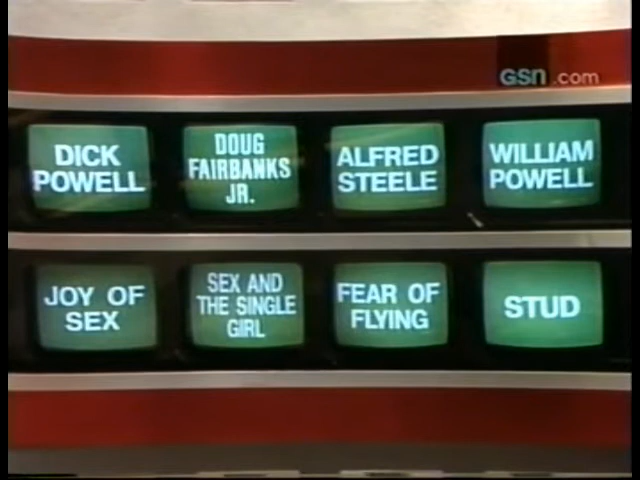 GSN.com
DICK
POWELL
DOUG
FAIRBANKS
JR.
ALFRED
STEELE
WILLIAM
POWELL
JOY OF
SEX
SEX AND
THE SINGLE
GIRL
FEAR OF
FLYING
STUD